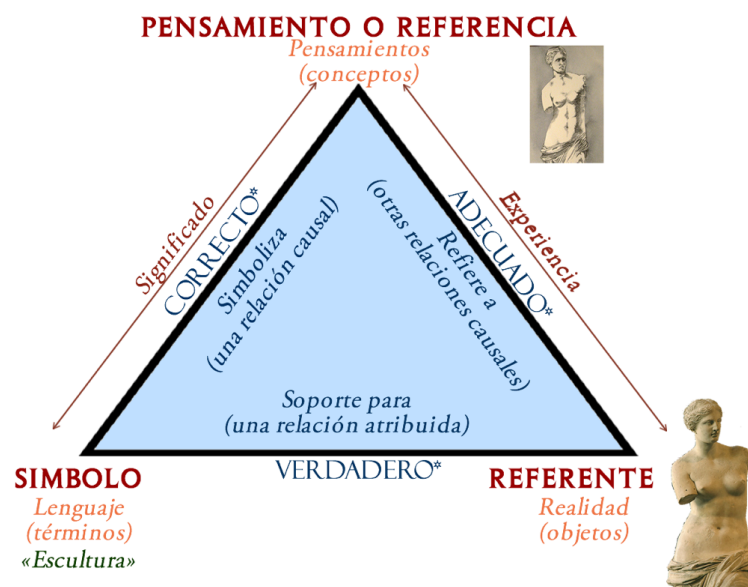 PENSAMIENTO O REFERENCIA
Pensamientos
(conceptos)
Significado
CORRECTO*
Simboliza
(una relación causal)
Experiencia
ADECUADO*
Refiere a
(otras relaciones causales)
Soporte para
(una relación atribuida)
VERDADERO*
SIMBOLO
Lenguaje
(términos)
«Escultura»
REFERENTE
Realidad
(objetos)